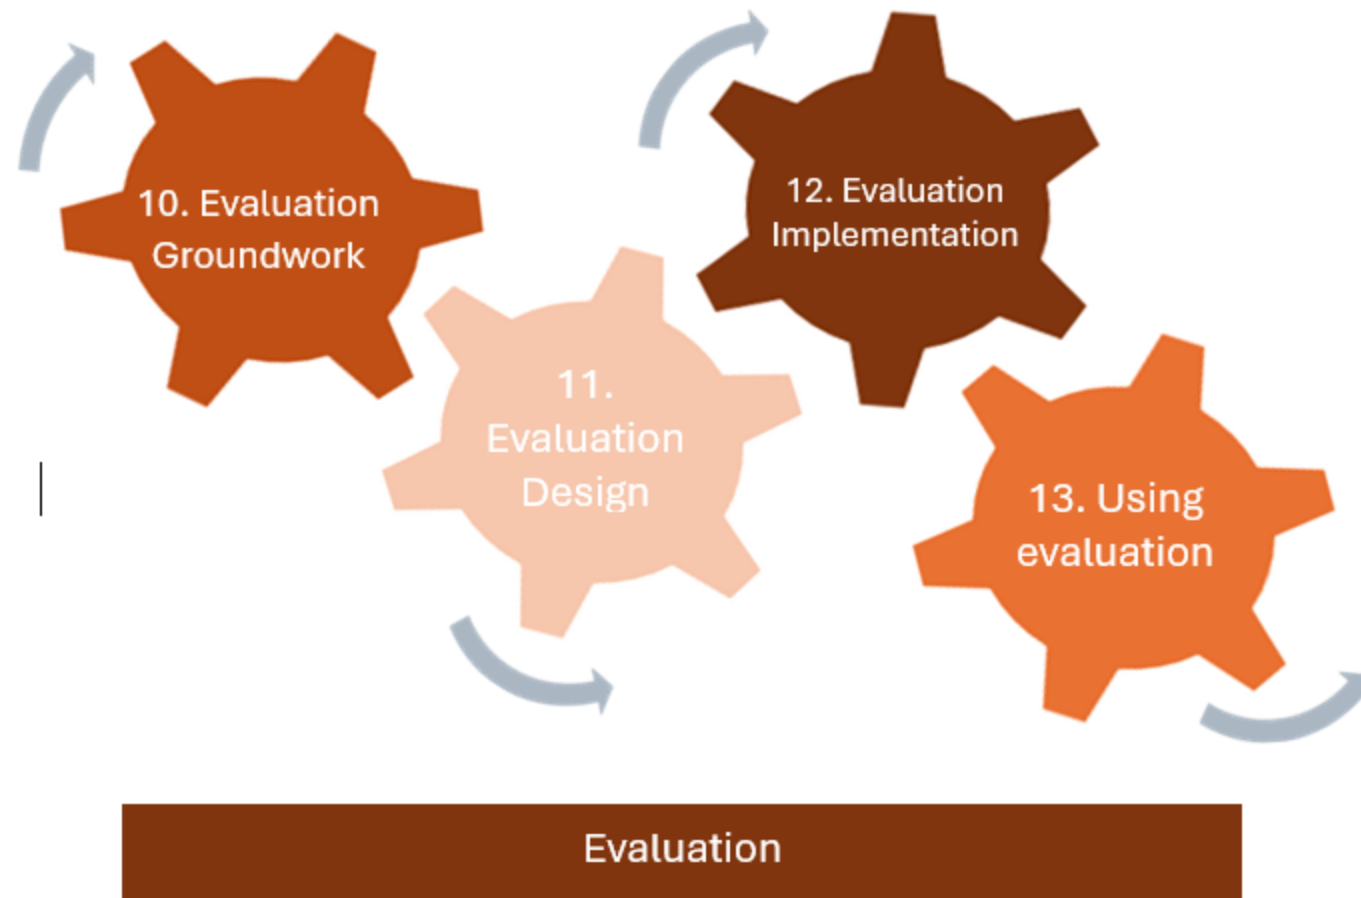 10. Evaluation
Groundwork
11.
Evaluation
Design
12. Evaluation
Implementation
13. Using
evaluation
Evaluation